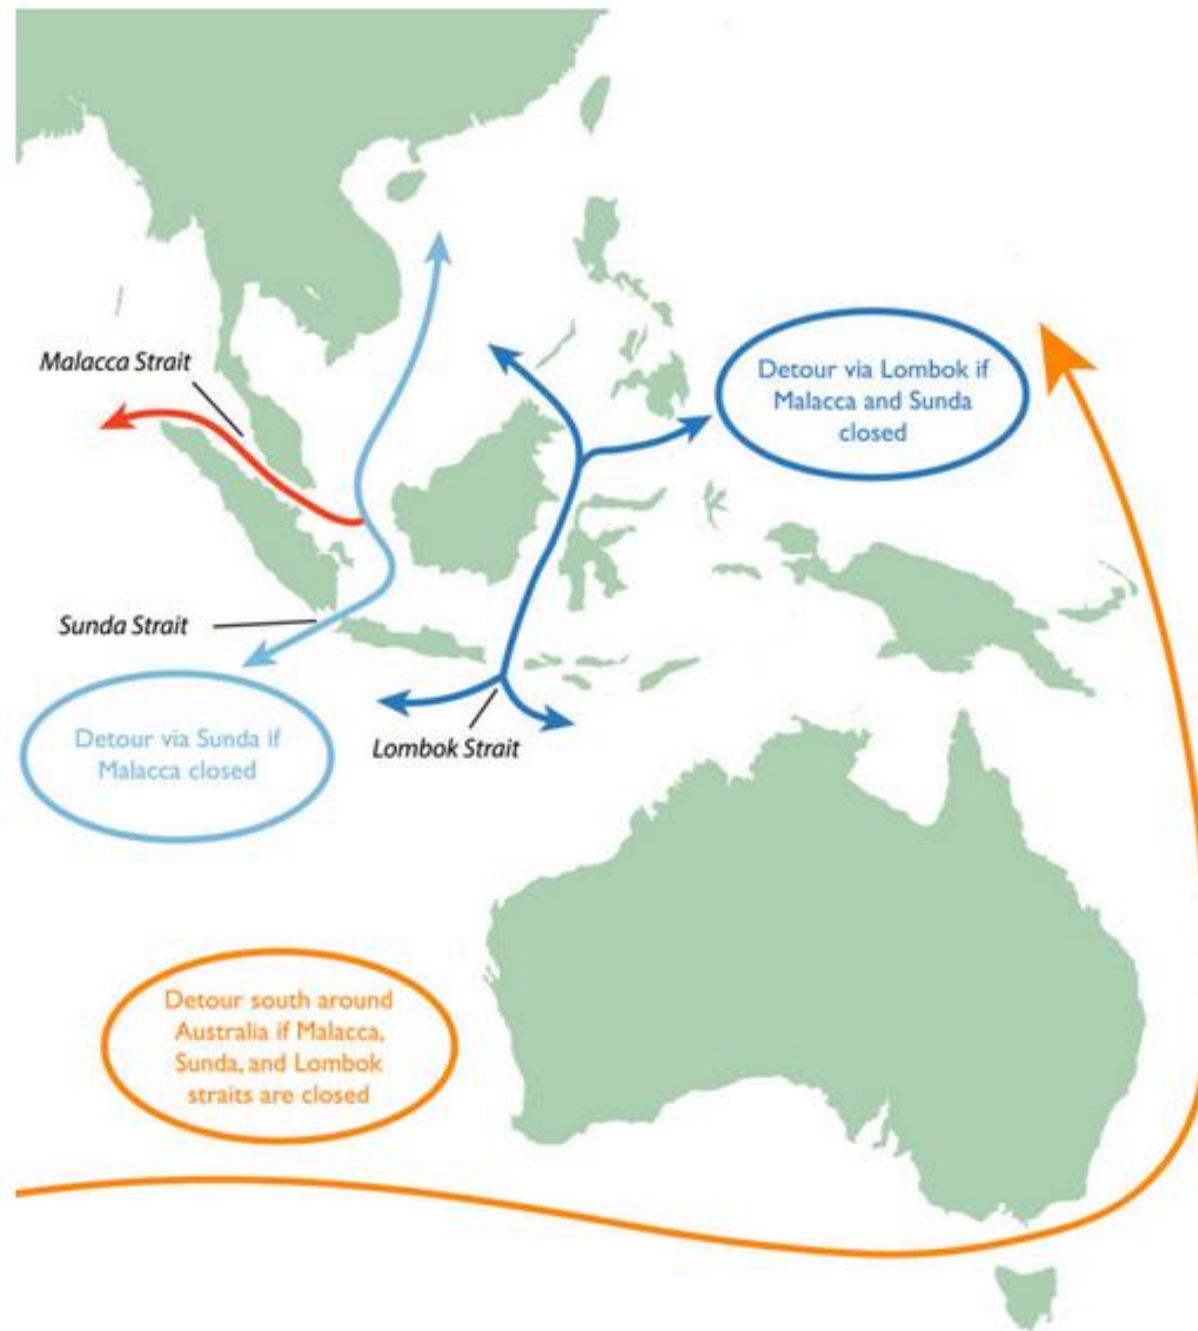 Malacca Strait
Detour via Lombok if
Malacca and Sunda
closed
Sunda Strait
Detour via Sunda if
Malacca closed
Lombok Strait
Detour south around
Australia if Malacca,
Sunda, and Lombok
straits are closed